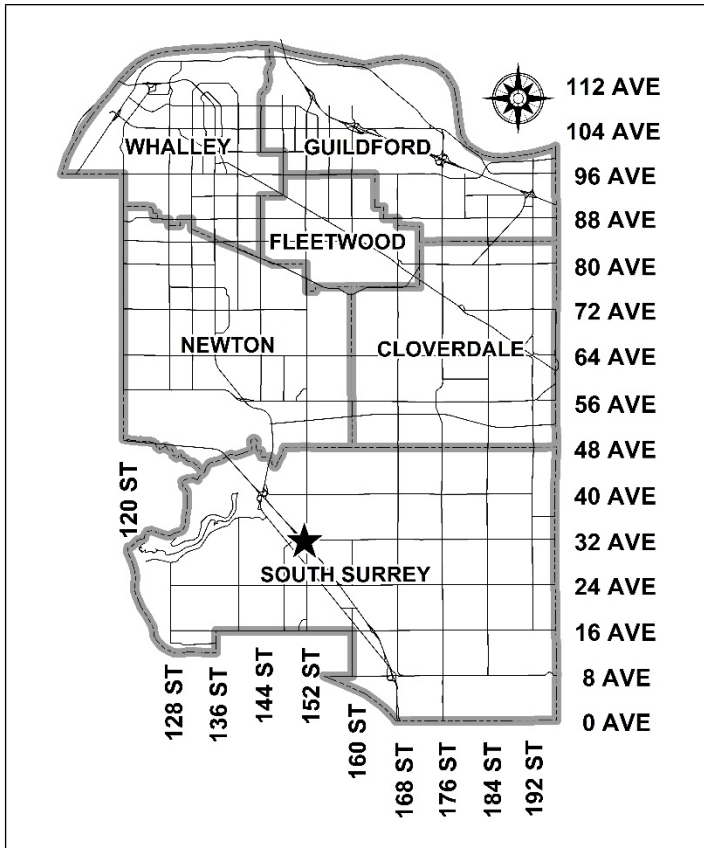 112 AVE
104 AVE
WHALLEY
GUILDFORD
96 AVE
88 AVE
FLEETWOOD
80 AVE
72 AVE
NEWTON
CLOVERDALE
64 AVE
56 AVE
48 AVE
120 ST
40 AVE
32 AVE
SOUTH SURREY
24 AVE
16 AVE
128 ST
136 ST
144 ST
152 ST
160 ST
168 ST
176 ST
184 ST
192 ST
8 AVE
0 AVE